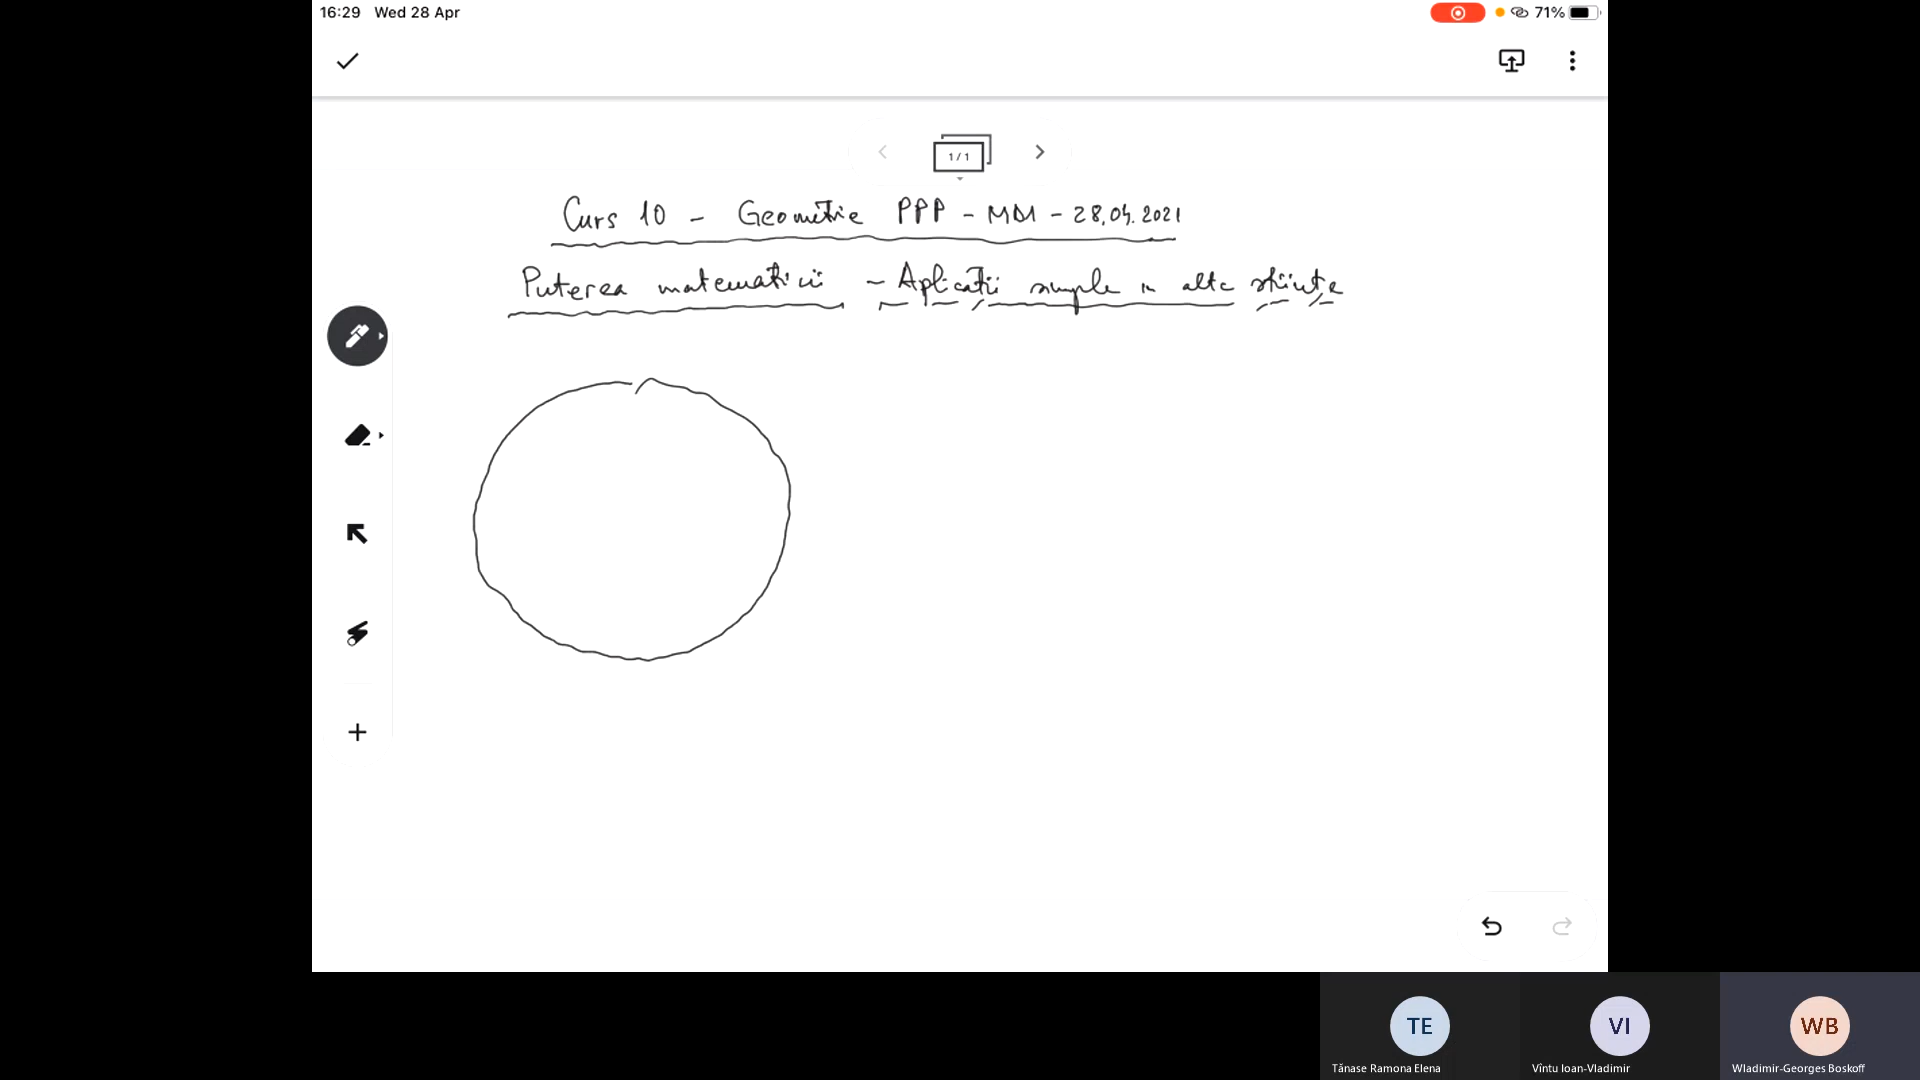 16:29 Wed 28 Apr
71%
1/1
Curs 10 - Geometrie PPP - MDI - 28.04.2021
Puterea matematicii - Aplicații simple în alte științe
TE
VI
WB
Tănase Ramona Elena
Vîntu Ioan-Vladimir
Wladimir-Georges Boskoff